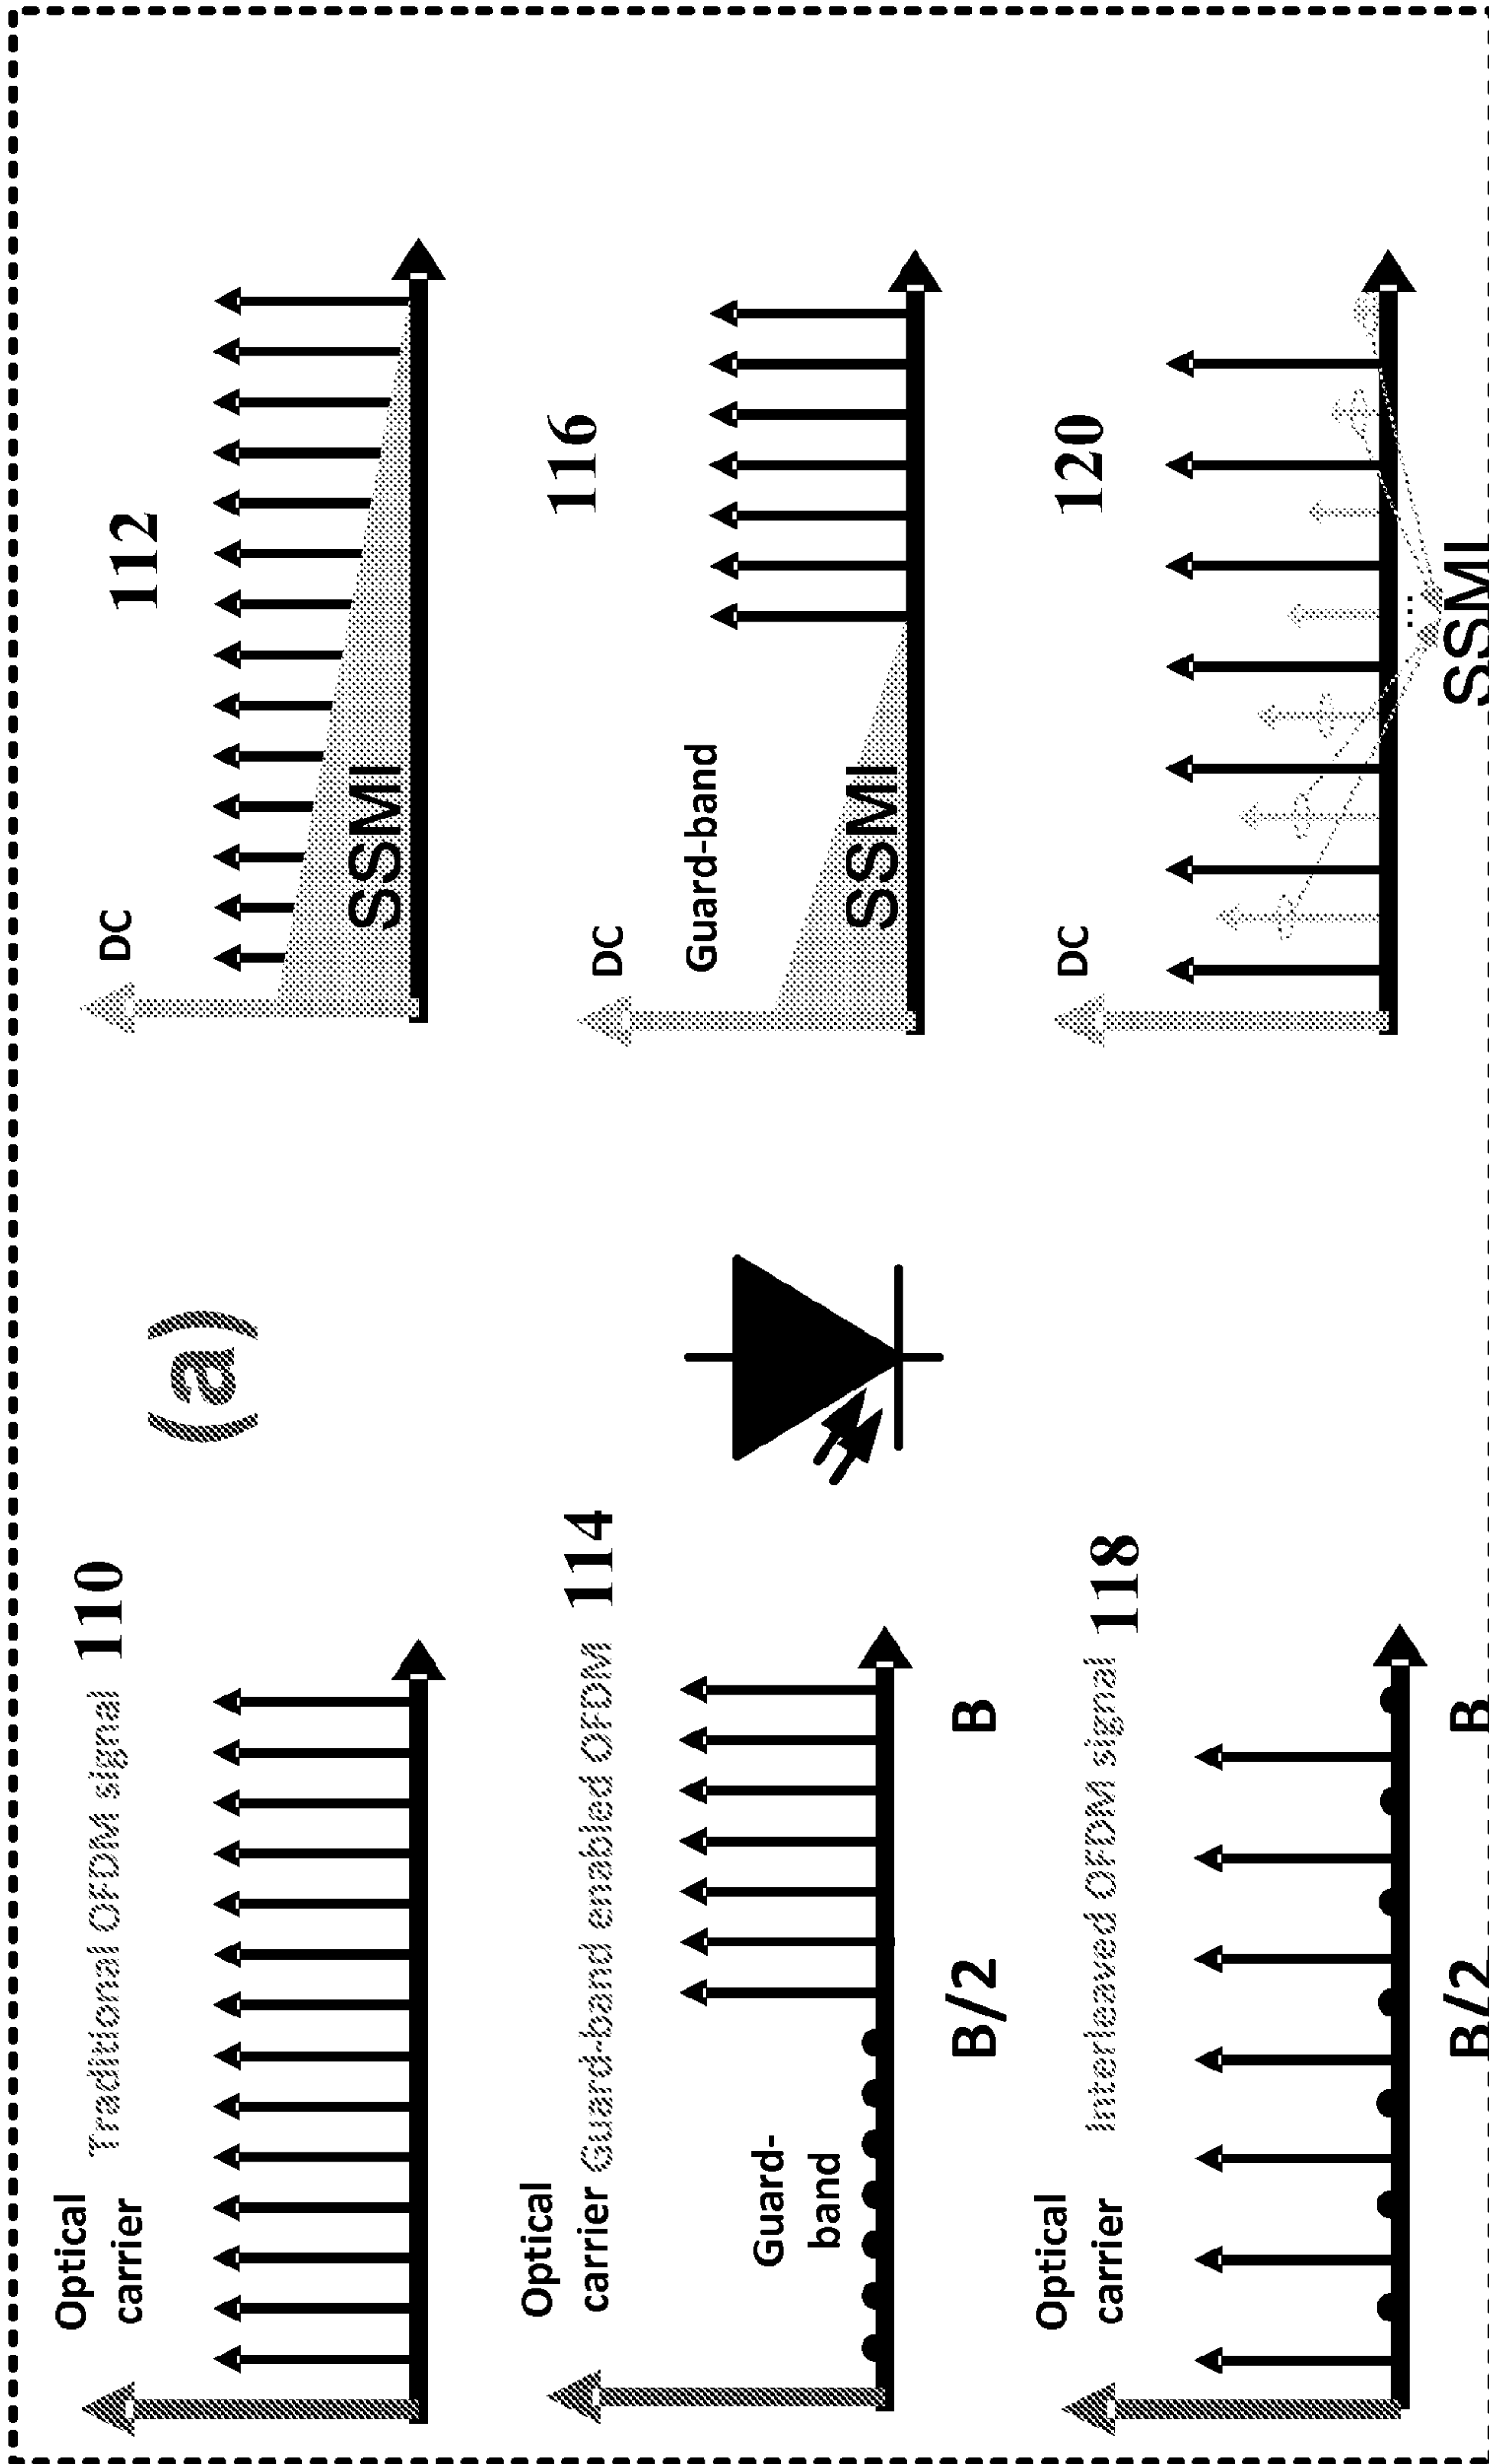 (a)
Optical
carrier
Traditional OFDM signal
110
DC
112
SSMI
Optical
carrier
Guard-band enabled OFDM
114
Guard-
band
B/2
B
DC
116
Guard-band
SSMI
Optical
carrier
Interleaved OFDM signal
118
B/2
B
DC
120
...
SSMI